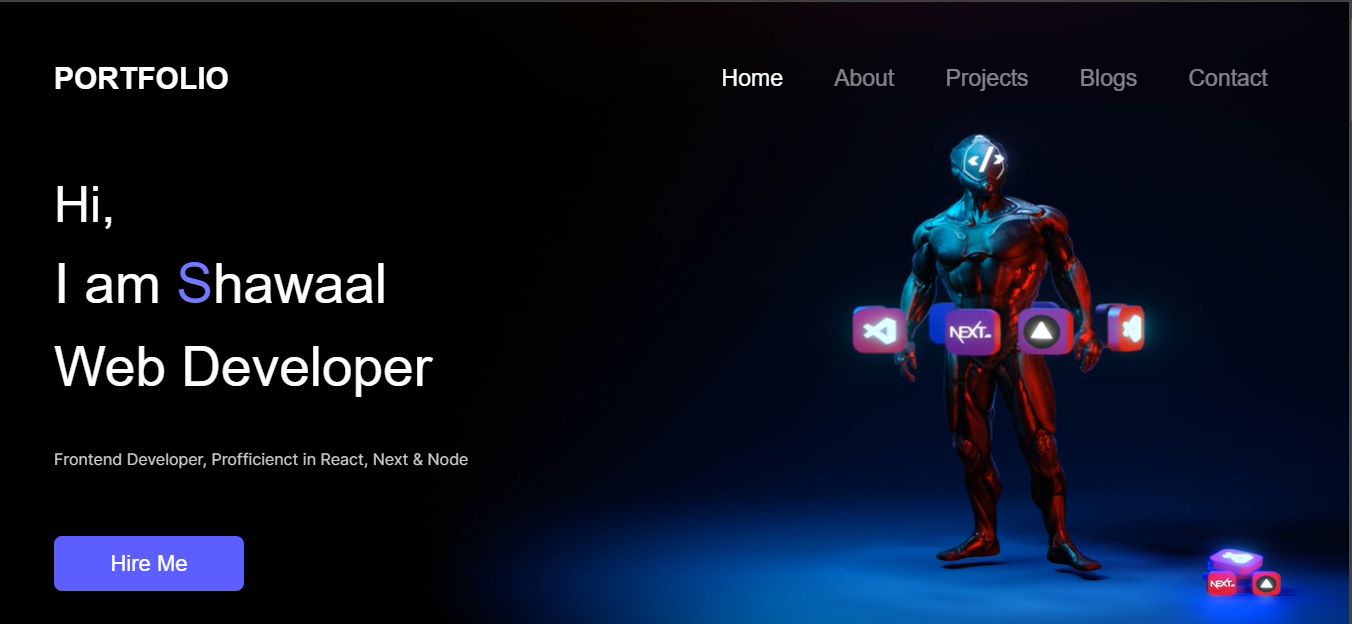 PORTFOLIO
Home About Projects Blogs Contact
Hi,
I am Shawaal
Web Developer
</>
NEXT
Frontend Developer, Profficienct in React, Next & Node
Hire Me
NEXT